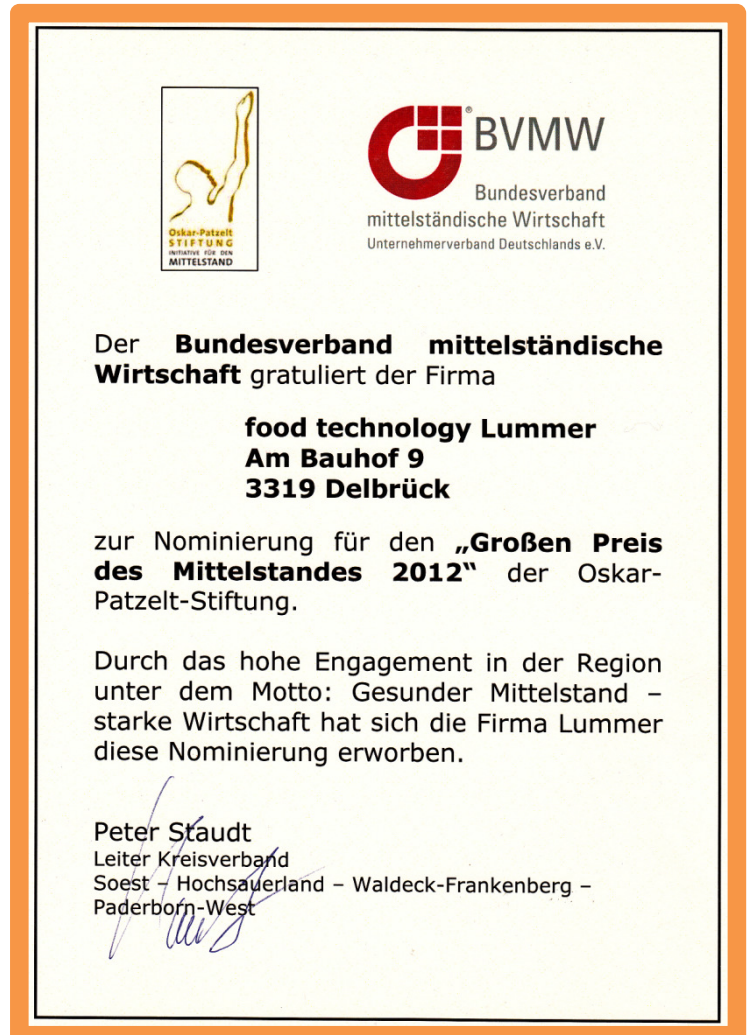 Oskar-Patzelt
STIFTUNG
INITIATIVE FÜR DEN
MITTELSTAND
® BVMW
Bundesverband
mittelständische Wirtschaft
Unternehmerverband Deutschlands e.V.
Der Bundesverband mittelständische
Wirtschaft gratuliert der Firma
food technology Lummer
Am Bauhof 9
3319 Delbrück
zur Nominierung für den „Großen Preis
des Mittelstandes 2012“ der Oskar-
Patzelt-Stiftung.
Durch das hohe Engagement in der Region
unter dem Motto: Gesunder Mittelstand –
starke Wirtschaft hat sich die Firma Lummer
diese Nominierung erworben.
Peter Staudt
Leiter Kreisverband
Soest – Hochsauerland – Waldeck-Frankenberg –
Paderborn-West